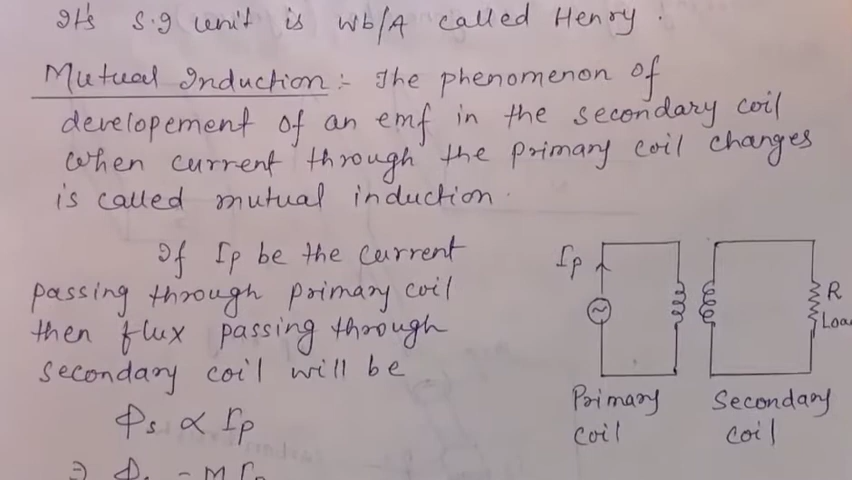 It's S.I unit is Wb/A called Henry.
Mutual Induction :- The phenomenon of
developement of an emf in the secondary coil
when current through the primary coil changes
is called mutual induction.
If Ip be the current
passing through primary coil
then flux passing through
secondary coil will be
Φs ∝ Ip
Ip
~
R
Load
Primary
coil
Secondary
coil